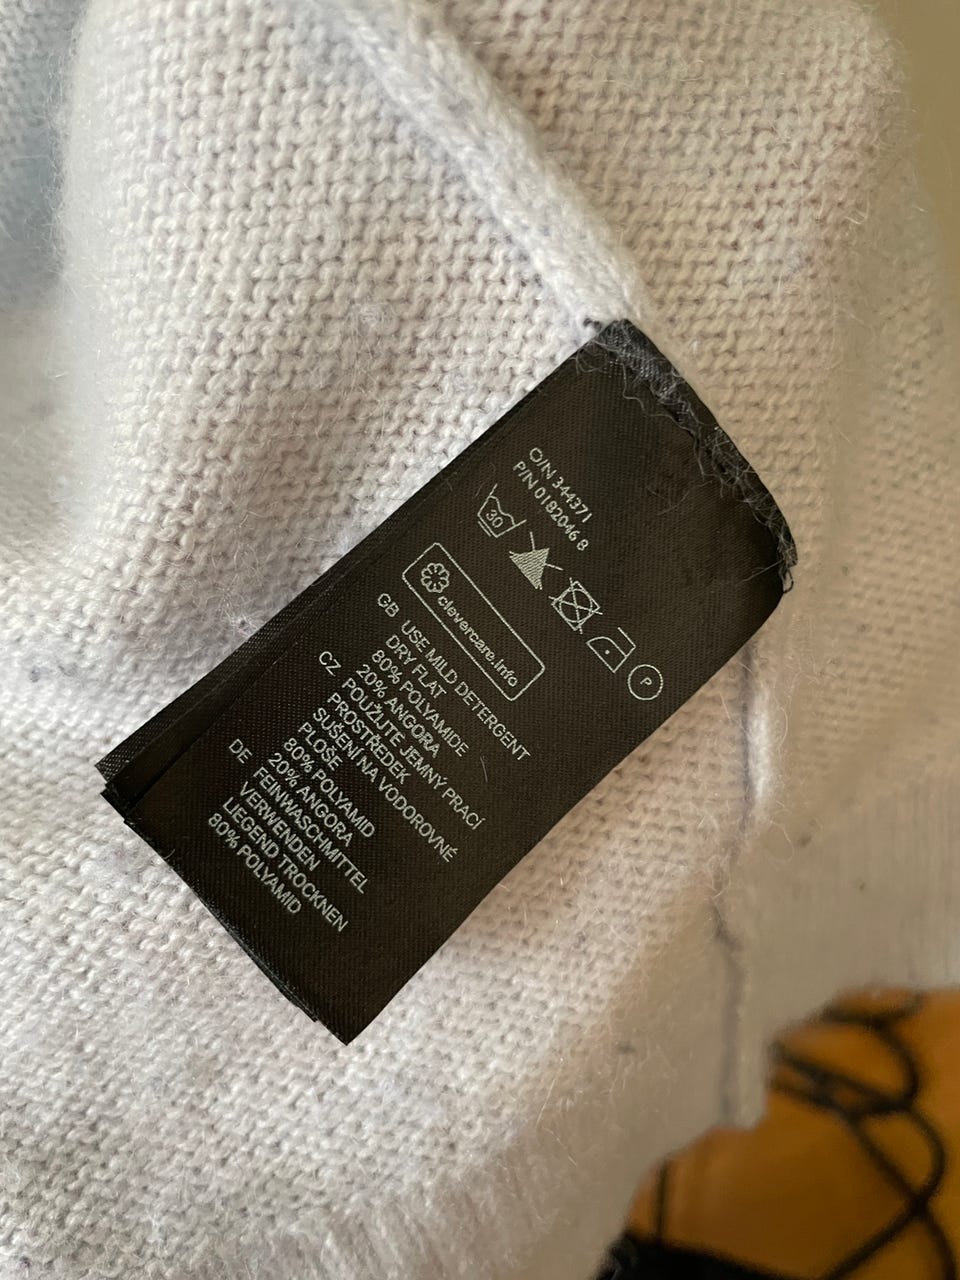 O/N 344371
P/N 0182046 8
30
P
clevercare.info
GB USE MILD DETERGENT
DRY FLAT
80% POLYAMIDE
20% ANGORA
CZ POUŽIJTE JEMNÝ PRACÍ
PROSTŘEDEK
SUŠENÍ NA VODOROVNÉ
PLOŠE
80% POLYAMID
20% ANGORA
DE FEINWASCHMITTEL
VERWENDEN
LIEGEND TROCKNEN
80% POLYAMID